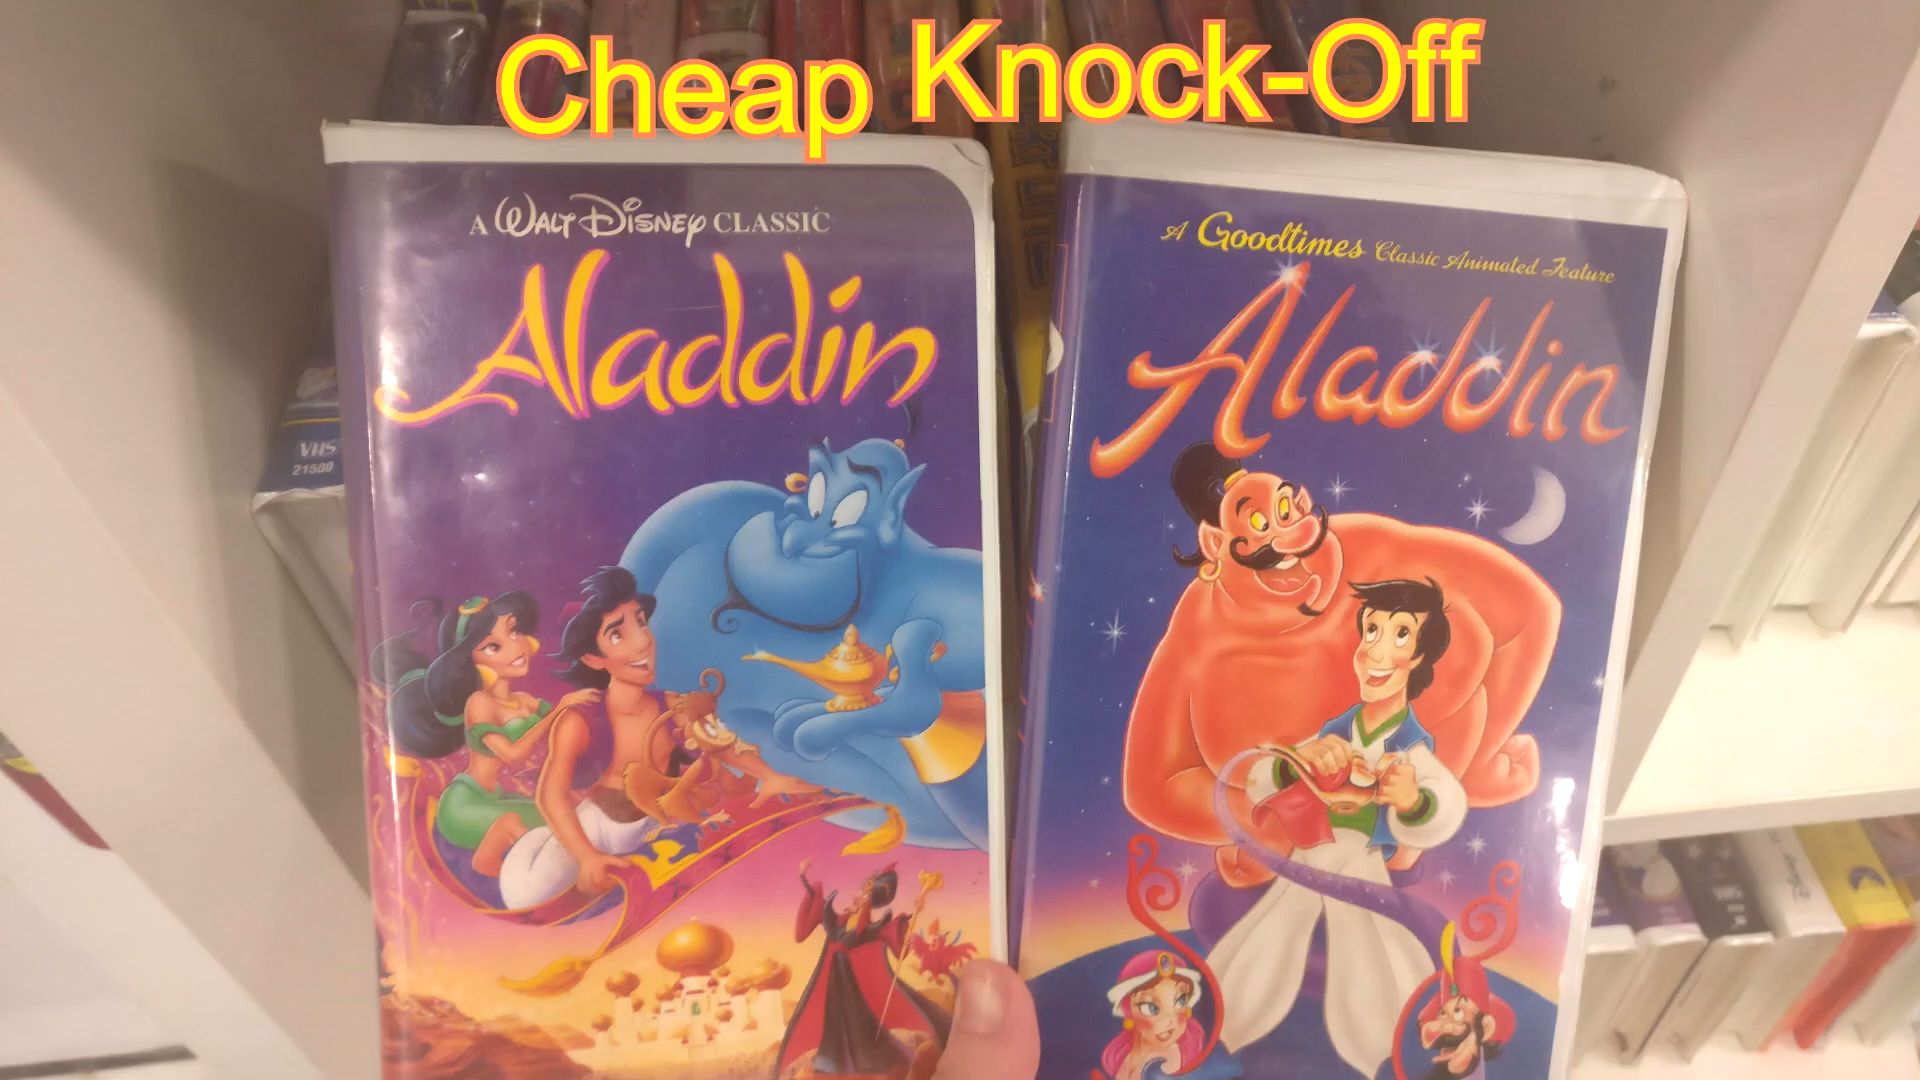 Cheap Knock-Off
A WALT DISNEY CLASSIC
Aladdin
A Goodtimes Classic Animated Feature
Aladdin
VHS
21500